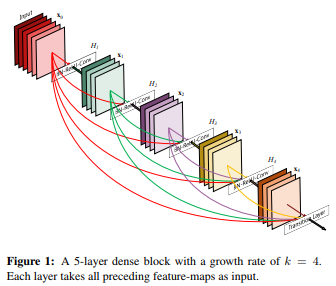 Input
x0
H1
x1
BN-ReLU-Conv
H2
x2
BN-ReLU-Conv
H3
x3
BN-ReLU-Conv
H4
x4
BN-ReLU-Conv
Transition Layer
Figure 1: A 5-layer dense block with a growth rate of k = 4.
Each layer takes all preceding feature-maps as input.